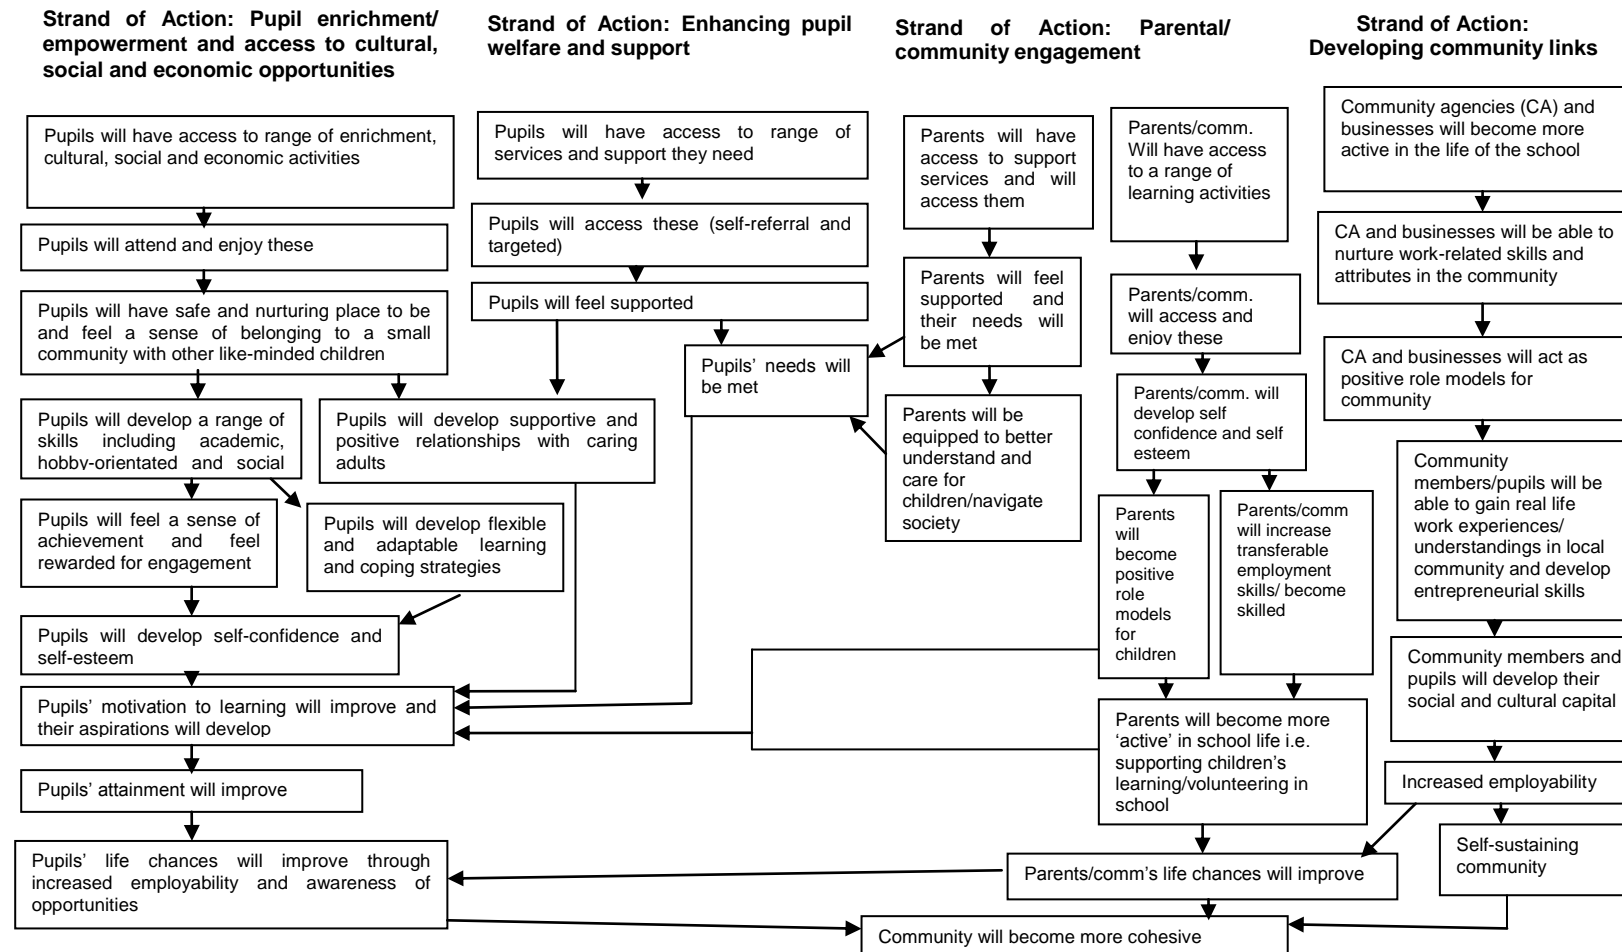 Strand of Action: Pupil enrichment/
empowerment and access to cultural,
social and economic opportunities
Strand of Action: Enhancing pupil
welfare and support
Strand of Action: Parental/
community engagement
Strand of Action:
Developing community links
Pupils will have access to range of enrichment,
cultural, social and economic activities
Pupils will attend and enjoy these
Pupils will have safe and nurturing place to be
and feel a sense of belonging to a small
community with other like-minded children
Pupils will develop a range of
skills including academic,
hobby-orientated and social
Pupils will develop supportive and
positive relationships with caring
adults
Pupils will feel a sense of
achievement and feel
rewarded for engagement
Pupils will develop flexible
and adaptable learning
and coping strategies
Pupils will develop self-confidence and
self-esteem
Pupils' motivation to learning will improve and
their aspirations will develop
Pupils' attainment will improve
Pupils' life chances will improve through
increased employability and awareness of
opportunities
Pupils will have access to range of
services and support they need
Pupils will access these (self-referral and
targeted)
Pupils will feel supported
Pupils' needs will
be met
Parents will have
access to support
services and will
access them
Parents will feel
supported and
their needs will
be met
Parents will be
equipped to better
understand and
care for
children/navigate
society
Parents/comm.
Will have access
to a range of
learning activities
Parents/comm.
will access and
enjoy these
Parents/comm. will
develop self
confidence and self
esteem
Parents
will
become
positive
role
models
for
children
Parents/comm
will increase
transferable
employment
skills/ become
skilled
Parents will become more
'active' in school life i.e.
supporting children's
learning/volunteering in
school
Parents/comm's life chances will improve
Community will become more cohesive
Community agencies (CA) and
businesses will become more
active in the life of the school
CA and businesses will be able to
nurture work-related skills and
attributes in the community
CA and businesses will act as
positive role models for
community
Community
members/pupils will be
able to gain real life
work experiences/
understandings in local
community and develop
entrepreneurial skills
Community members and
pupils will develop their
social and cultural capital
Increased employability
Self-sustaining
community